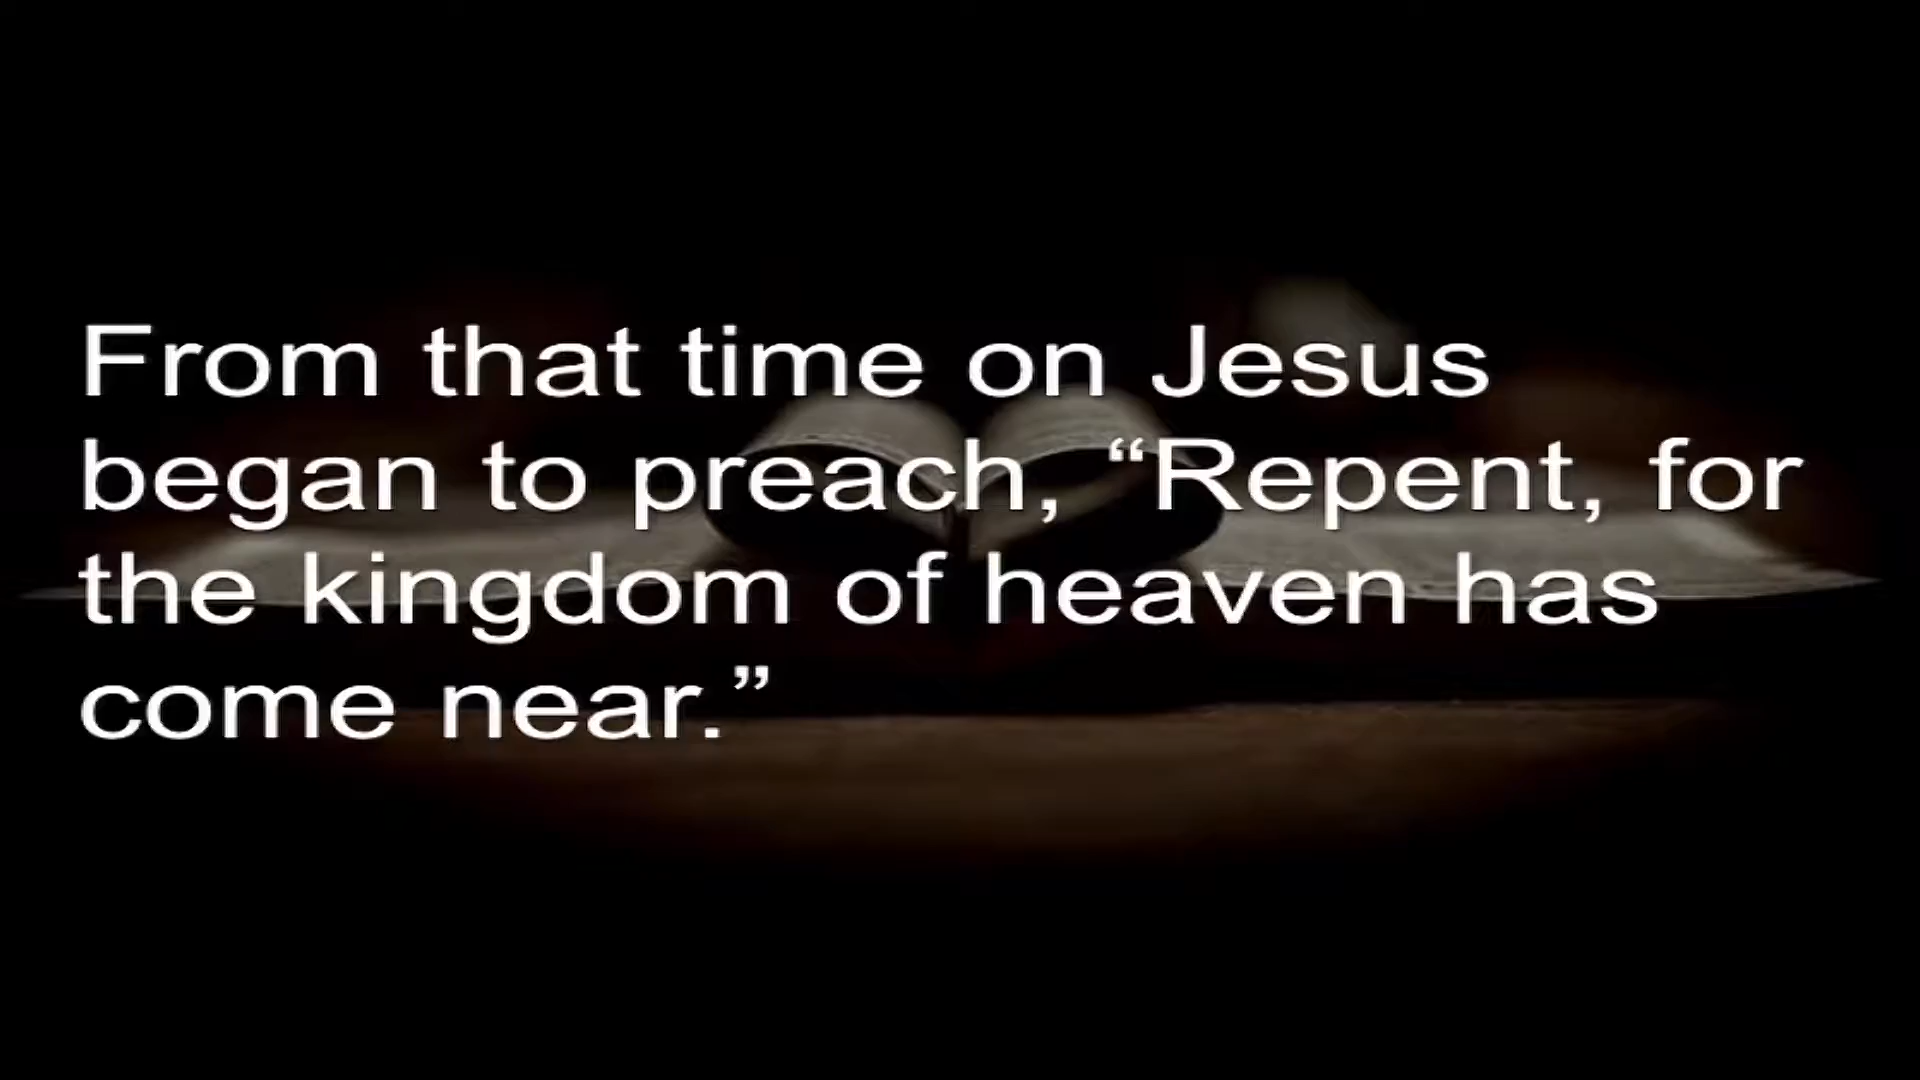 From that time on Jesus
began to preach, “Repent, for
the kingdom of heaven has
come near.”